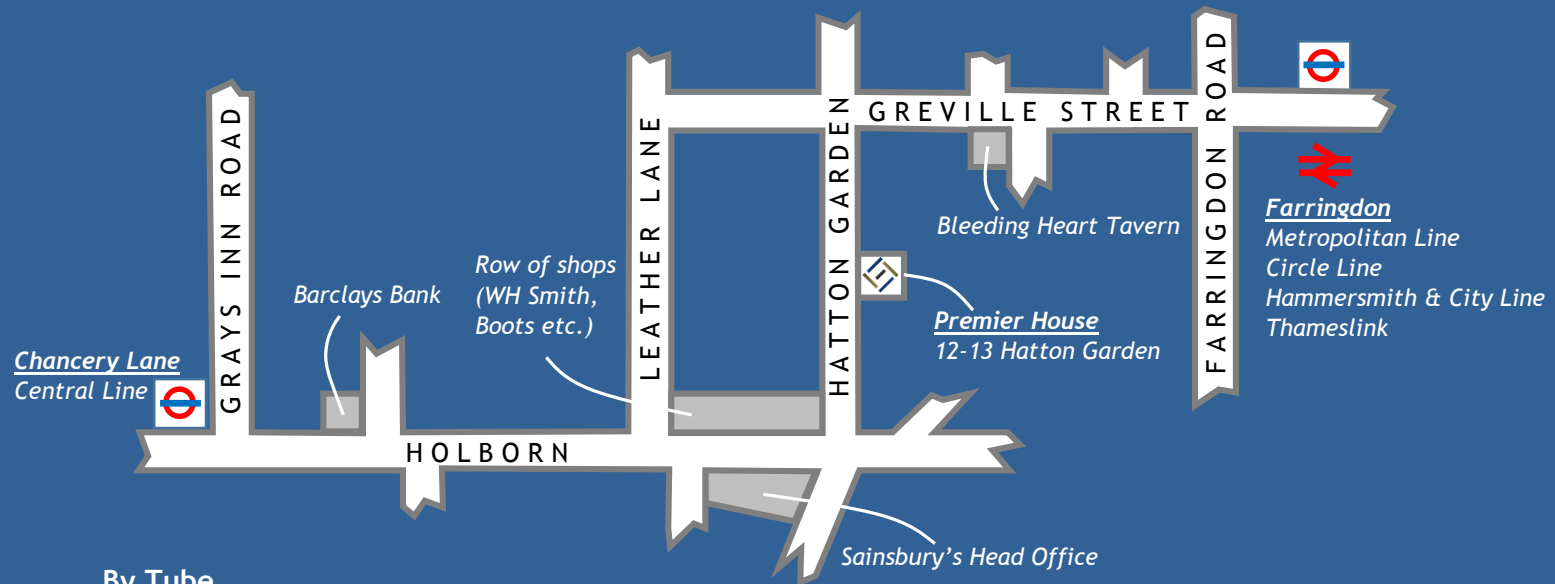 GREVILLE STREET
FARRINGDON ROAD
HATTON GARDEN
LEATHER LANE
GRAYS INN ROAD
HOLBORN
Bleeding Heart Tavern
Farringdon
Metropolitan Line
Circle Line
Hammersmith & City Line
Thameslink
Row of shops
(WH Smith,
Boots etc.)
Barclays Bank
Premier House
12-13 Hatton Garden
Chancery Lane
Central Line
Sainsbury's Head Office
By Tube